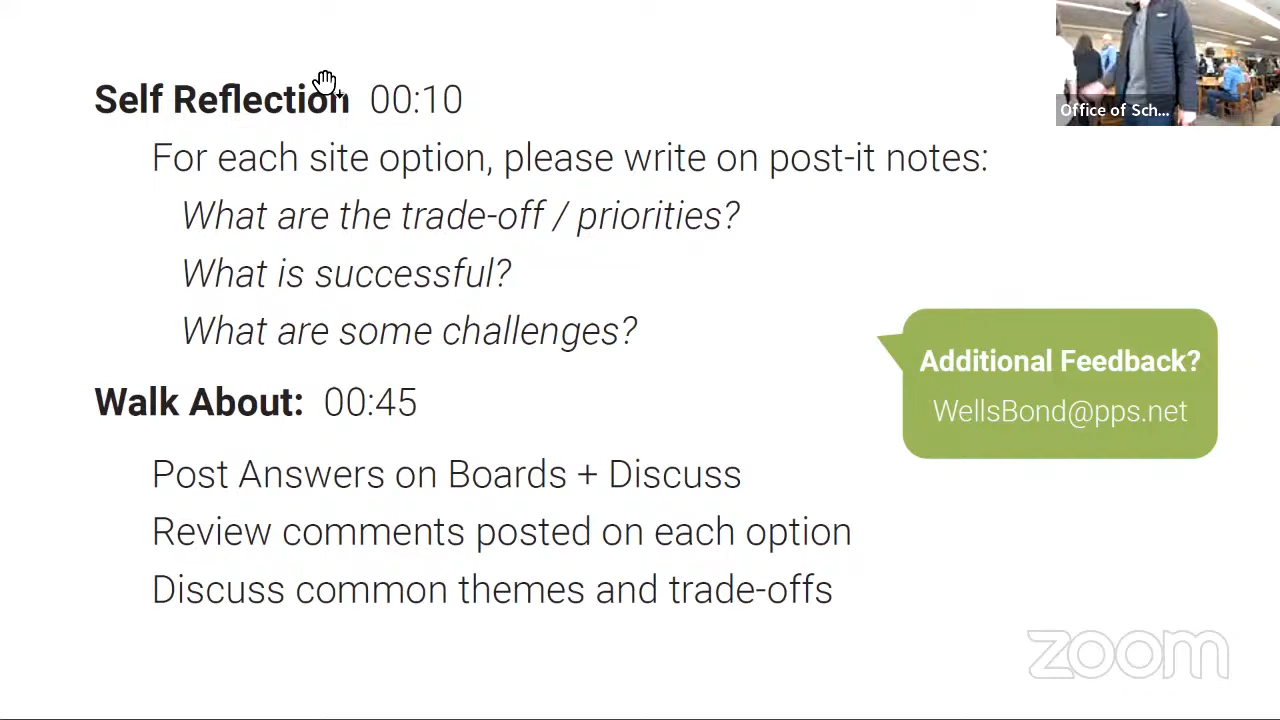 Self Reflection 00:10
For each site option, please write on post-it notes:
What are the trade-off / priorities?
What is successful?
What are some challenges?
Walk About: 00:45
Post Answers on Boards + Discuss
Review comments posted on each option
Discuss common themes and trade-offs
Additional Feedback?
WellsBond@pps.net
Office of Sch...
zoom